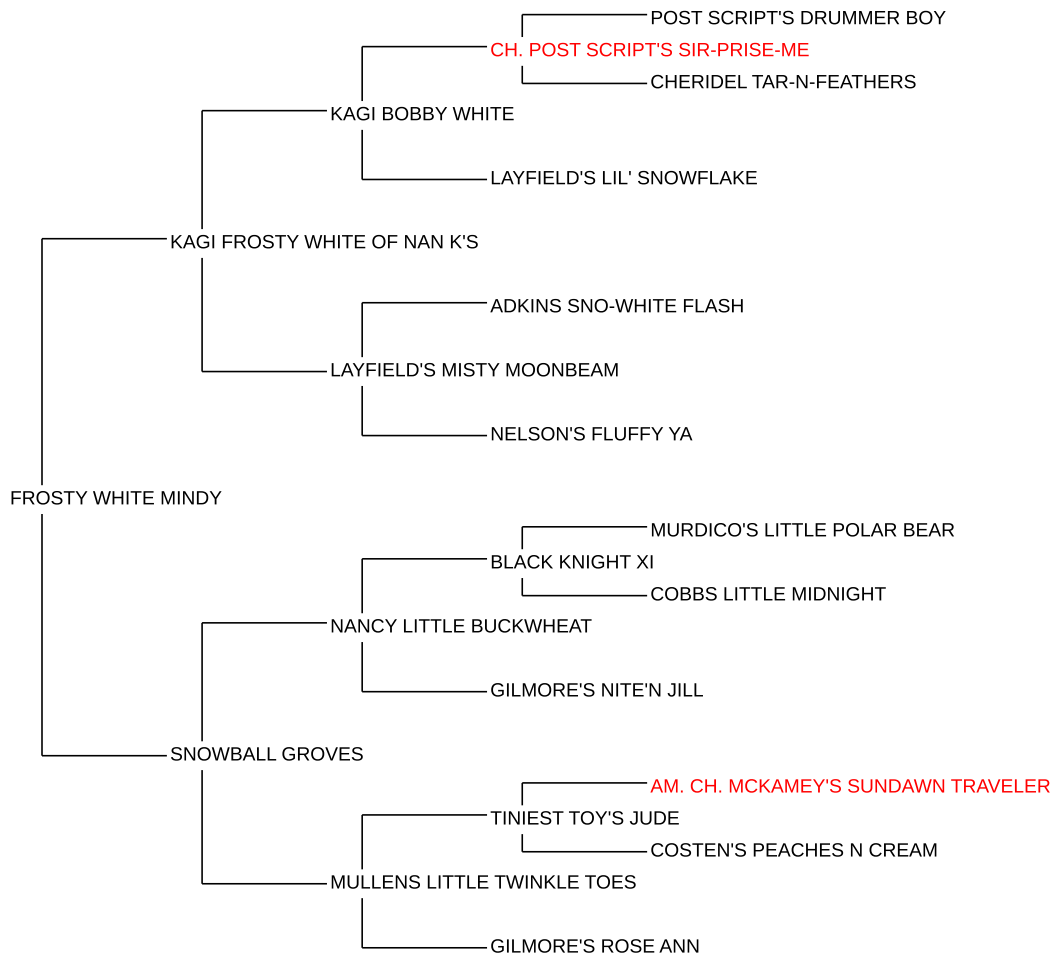 POST SCRIPT'S DRUMMER BOY
CH. POST SCRIPT'S SIR-PRISE-ME
CHERIDEL TAR-N-FEATHERS
KAGI BOBBY WHITE
LAYFIELD'S LIL' SNOWFLAKE
KAGI FROSTY WHITE OF NAN K'S
ADKINS SNO-WHITE FLASH
LAYFIELD'S MISTY MOONBEAM
NELSON'S FLUFFY YA
FROSTY WHITE MINDY
MURDICO'S LITTLE POLAR BEAR
BLACK KNIGHT XI
COBBS LITTLE MIDNIGHT
NANCY LITTLE BUCKWHEAT
GILMORE'S NITE'N JILL
SNOWBALL GROVES
AM. CH. MCKAMEY'S SUNDAWN TRAVELER
TINIEST TOY'S JUDE
COSTEN'S PEACHES N CREAM
MULLENS LITTLE TWINKLE TOES
GILMORE'S ROSE ANN